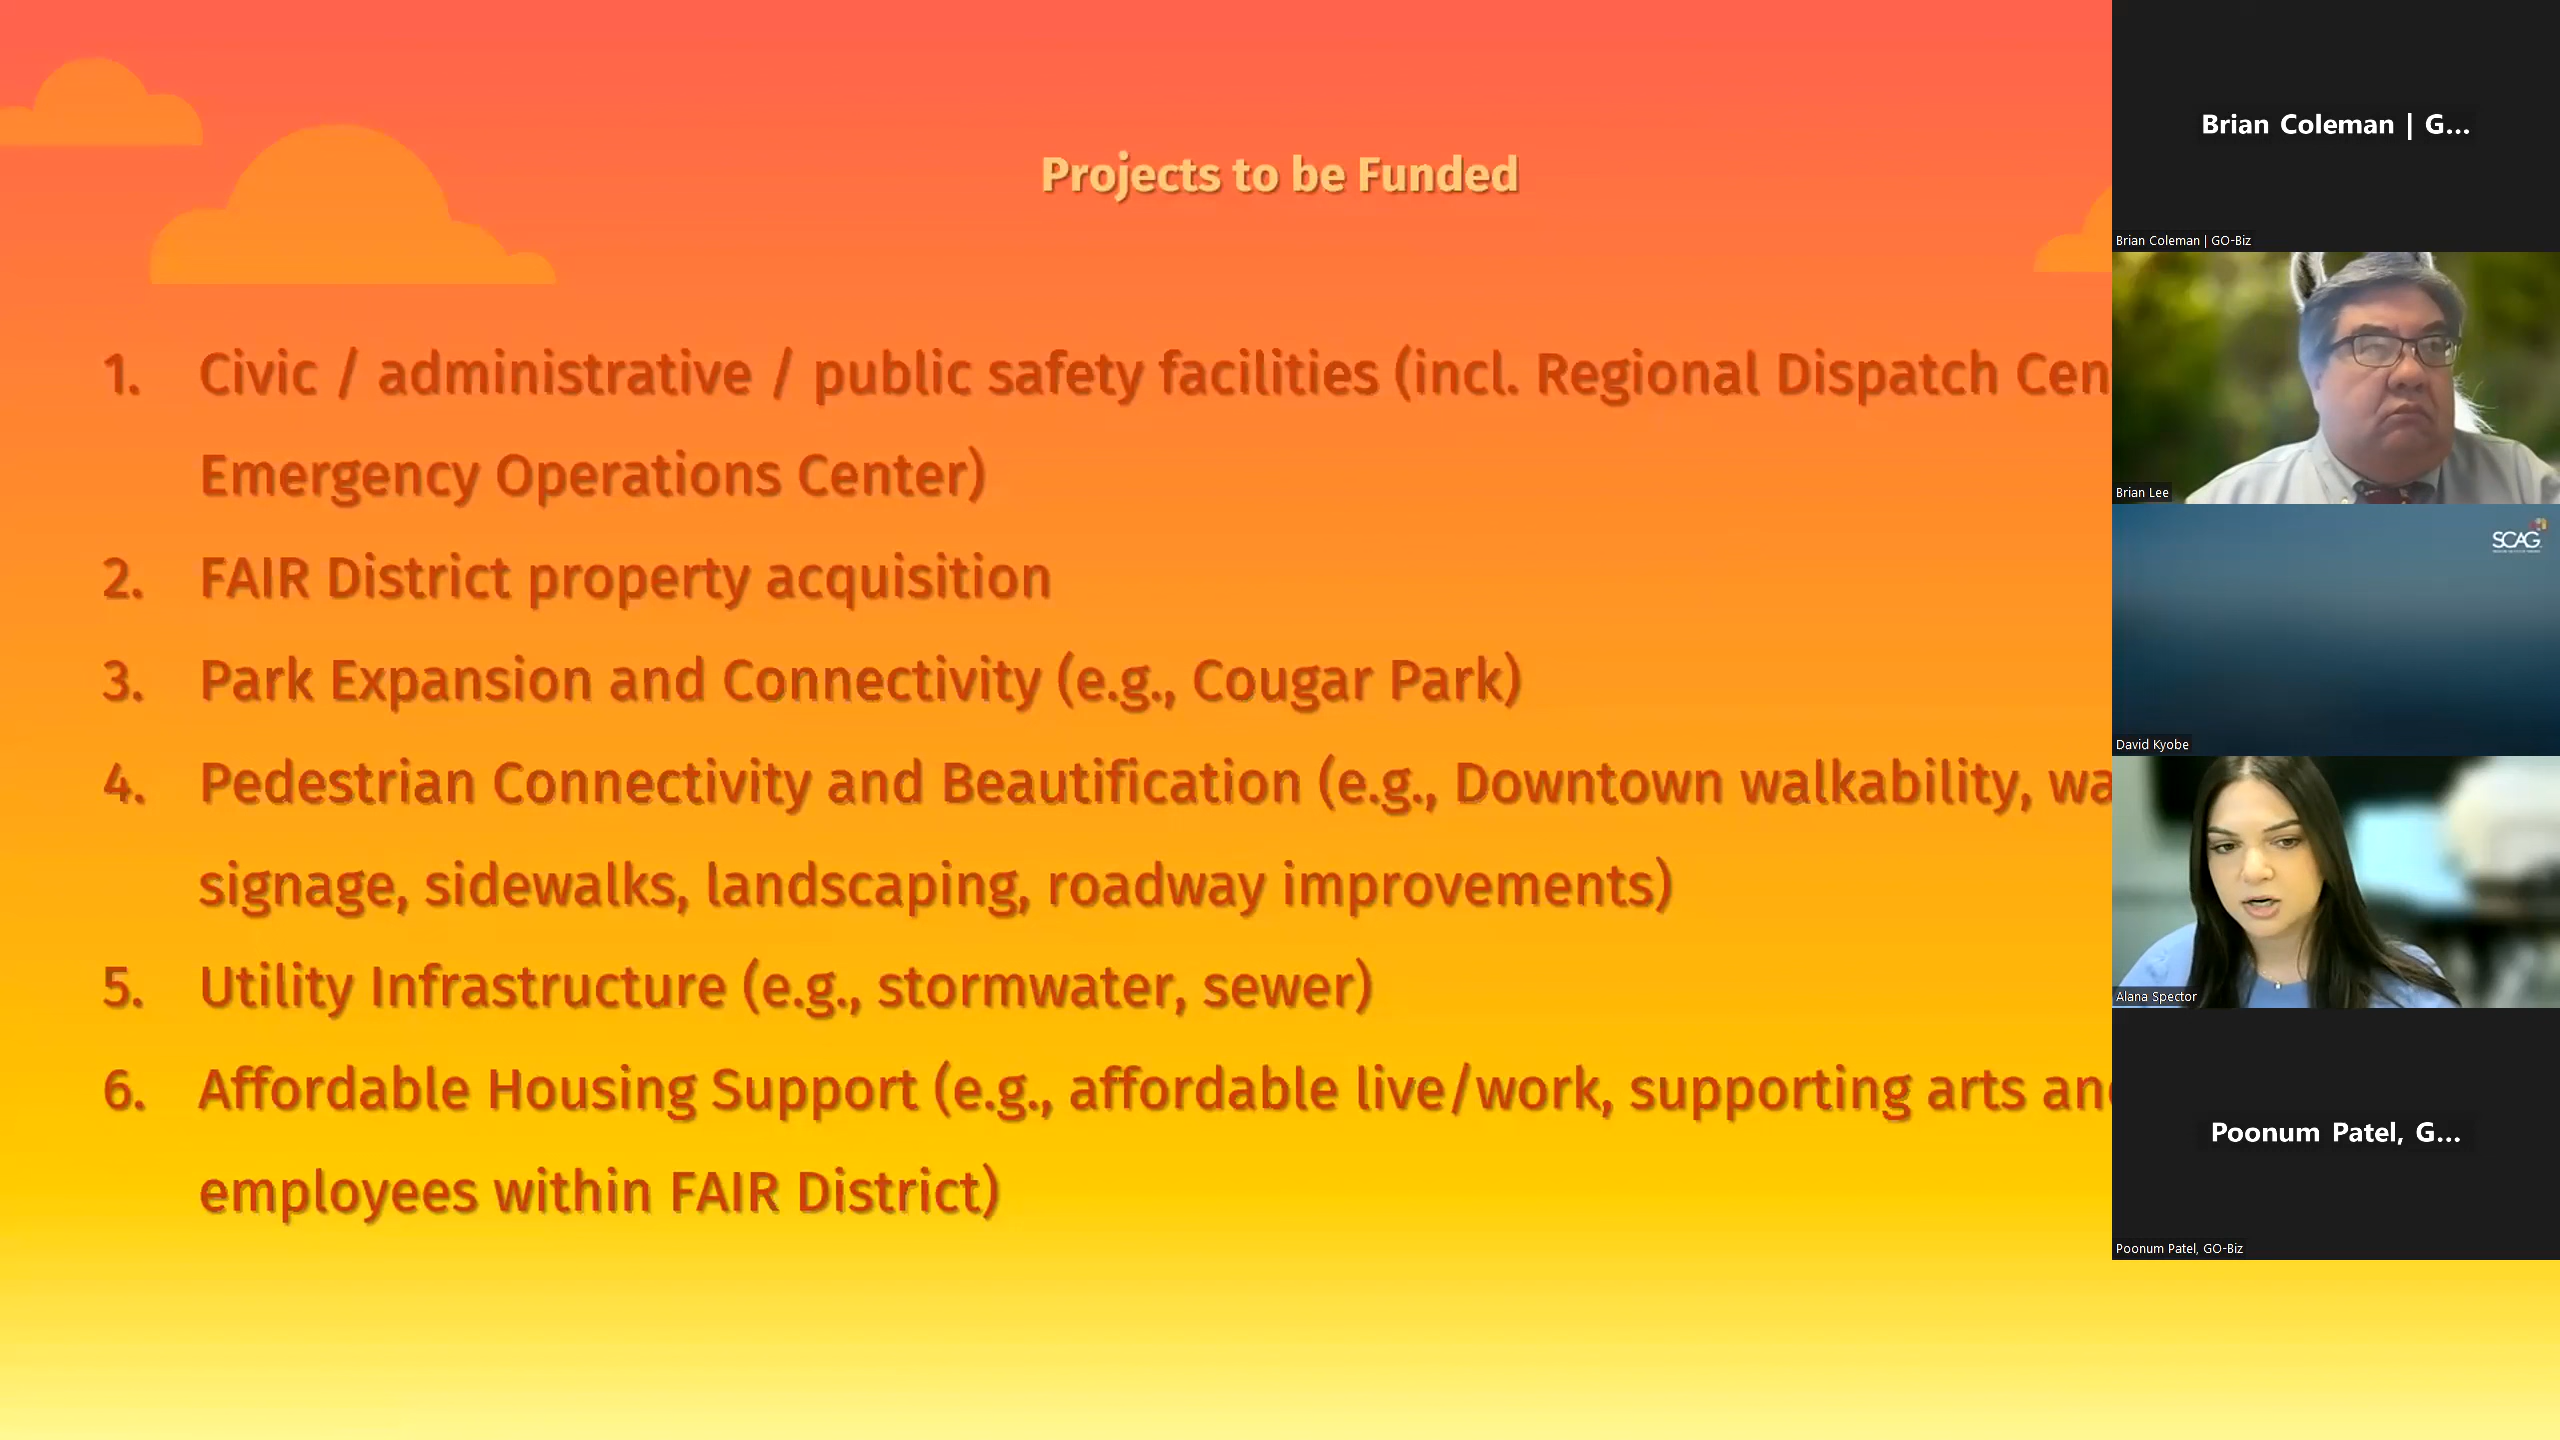 Projects to be Funded
1. Civic / administrative / public safety facilities (incl. Regional Dispatch Cen
Emergency Operations Center)
2. FAIR District property acquisition
3. Park Expansion and Connectivity (e.g., Cougar Park)
4. Pedestrian Connectivity and Beautification (e.g., Downtown walkability, wa
signage, sidewalks, landscaping, roadway improvements)
5. Utility Infrastructure (e.g., stormwater, sewer)
6. Affordable Housing Support (e.g., affordable live/work, supporting arts an
employees within FAIR District)
Brian Coleman | G...
Brian Coleman | GO-Biz
Brian Lee
SCAG
David Kyobe
Alana Spector
Poonum Patel, G...
Poonum Patel, GO-Biz